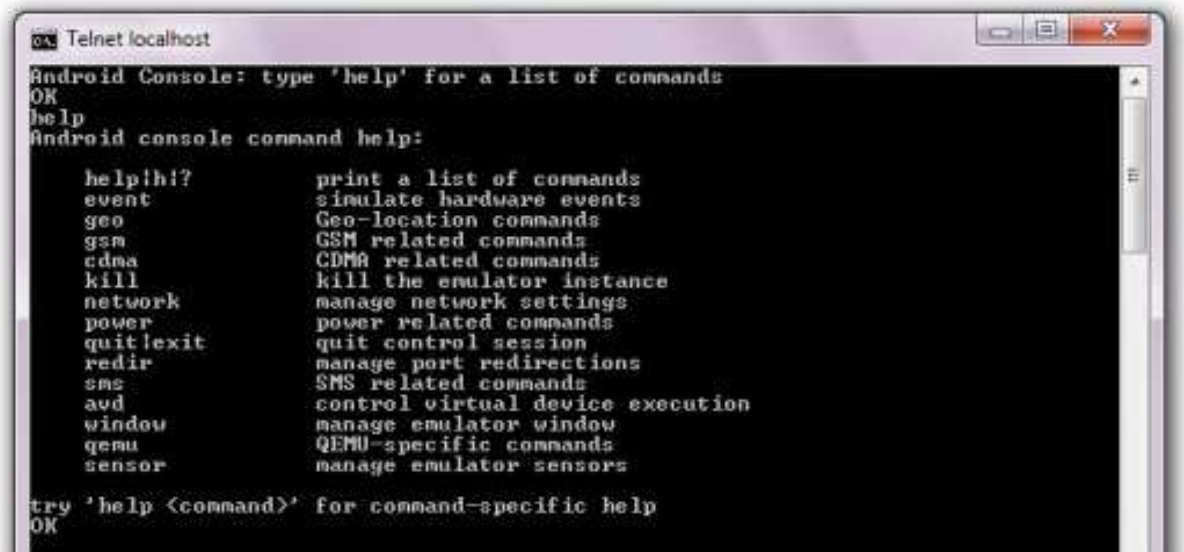 Telnet localhost
Android Console: type 'help' for a list of commands
OK
help
Android console command help:
help|h|? print a list of commands
event simulate hardware events
geo Geo-location commands
gsm GSM related commands
cdma CDMA related commands
kill kill the emulator instance
network manage network settings
power power related commands
quit|exit quit control session
redir manage port redirections
sms SMS related commands
avd control virtual device execution
window manage emulator window
qemu QEMU-specific commands
sensor manage emulator sensors
try 'help <command>' for command-specific help
OK